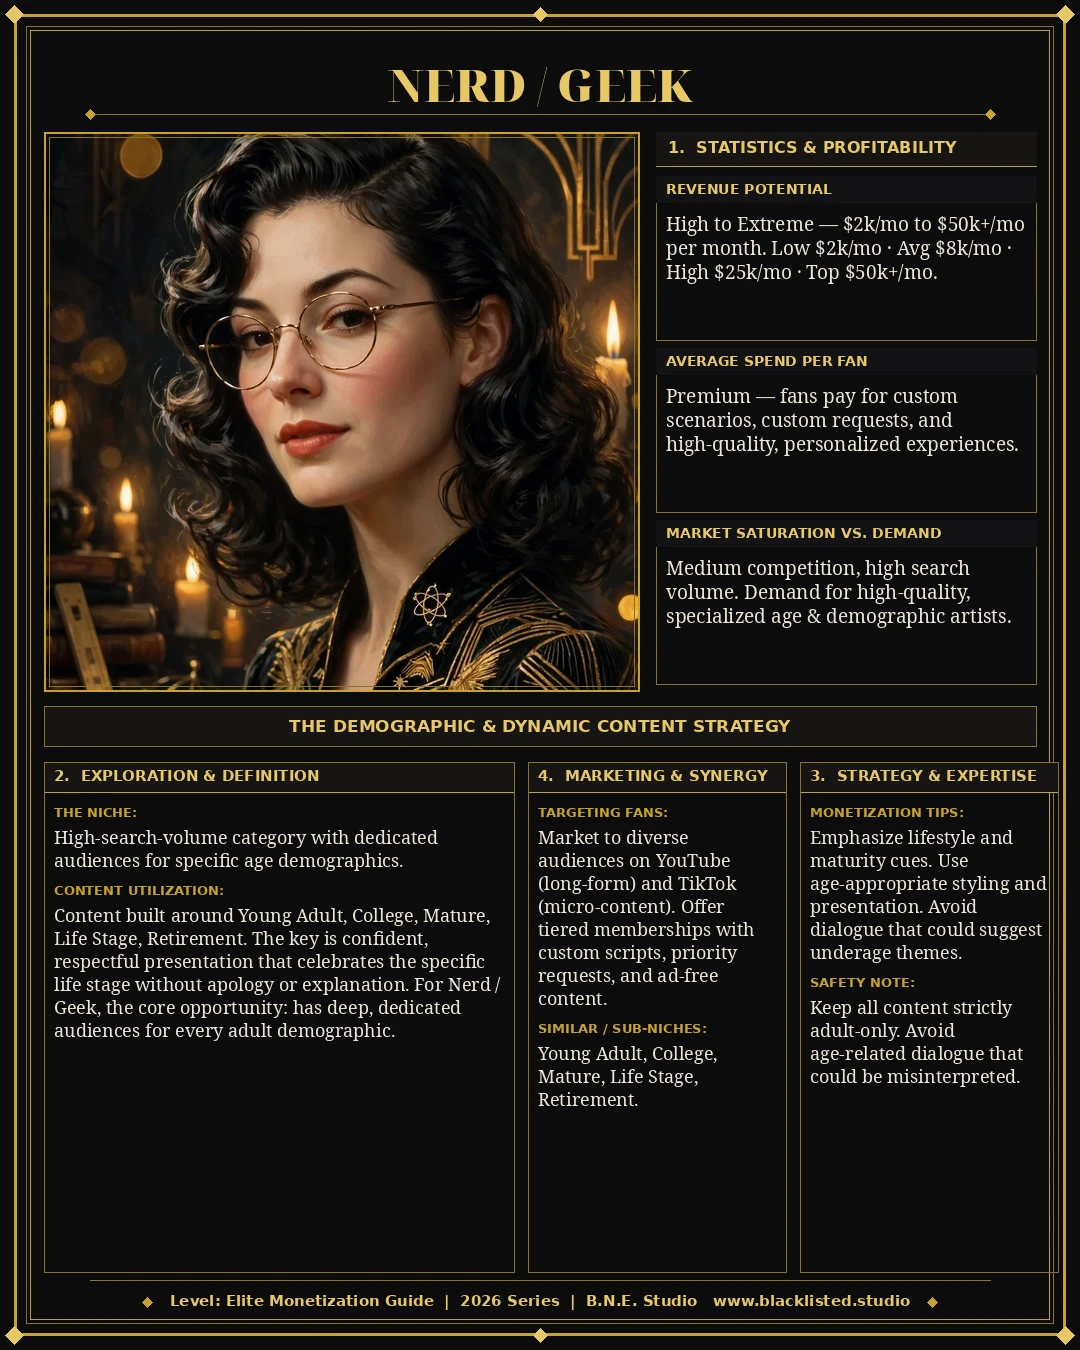 NERD / GEEK
1. STATISTICS & PROFITABILITY
REVENUE POTENTIAL
High to Extreme — $2k/mo to $50k+/mo
per month. Low $2k/mo · Avg $8k/mo ·
High $25k/mo · Top $50k+/mo.
AVERAGE SPEND PER FAN
Premium — fans pay for custom
scenarios, custom requests, and
high-quality, personalized experiences.
MARKET SATURATION VS. DEMAND
Medium competition, high search
volume. Demand for high-quality,
specialized age & demographic artists.
THE DEMOGRAPHIC & DYNAMIC CONTENT STRATEGY
2. EXPLORATION & DEFINITION
THE NICHE:
High-search-volume category with dedicated
audiences for specific age demographics.
CONTENT UTILIZATION:
Content built around Young Adult, College, Mature,
Life Stage, Retirement. The key is confident,
respectful presentation that celebrates the specific
life stage without apology or explanation. For Nerd /
Geek, the core opportunity: has deep, dedicated
audiences for every adult demographic.
4. MARKETING & SYNERGY
TARGETING FANS:
Market to diverse
audiences on YouTube
(long-form) and TikTok
(micro-content). Offer
tiered memberships with
custom scripts, priority
requests, and ad-free
content.
SIMILAR / SUB-NICHES:
Young Adult, College,
Mature, Life Stage,
Retirement.
3. STRATEGY & EXPERTISE
MONETIZATION TIPS:
Emphasize lifestyle and
maturity cues. Use
age-appropriate styling and
presentation. Avoid
dialogue that could suggest
underage themes.
SAFETY NOTE:
Keep all content strictly
adult-only. Avoid
age-related dialogue that
could be misinterpreted.
Level: Elite Monetization Guide | 2026 Series | B.N.E. Studio www.blacklisted.studio